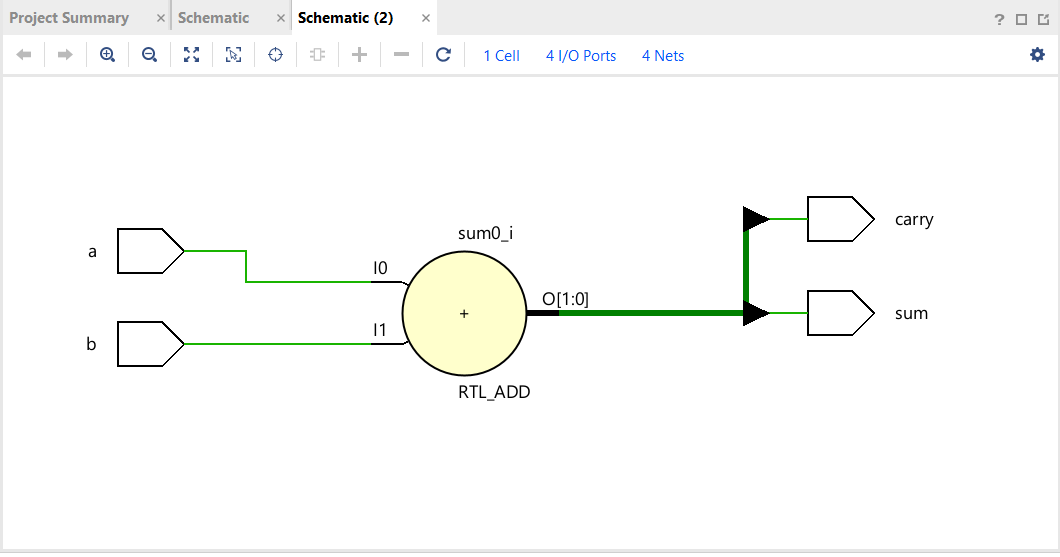 Project Summary × Schematic × Schematic (2) × ?
1 Cell 4 I/O Ports 4 Nets
carry
sum0_i
a
I0
O[1:0]
+
sum
I1
b
RTL_ADD